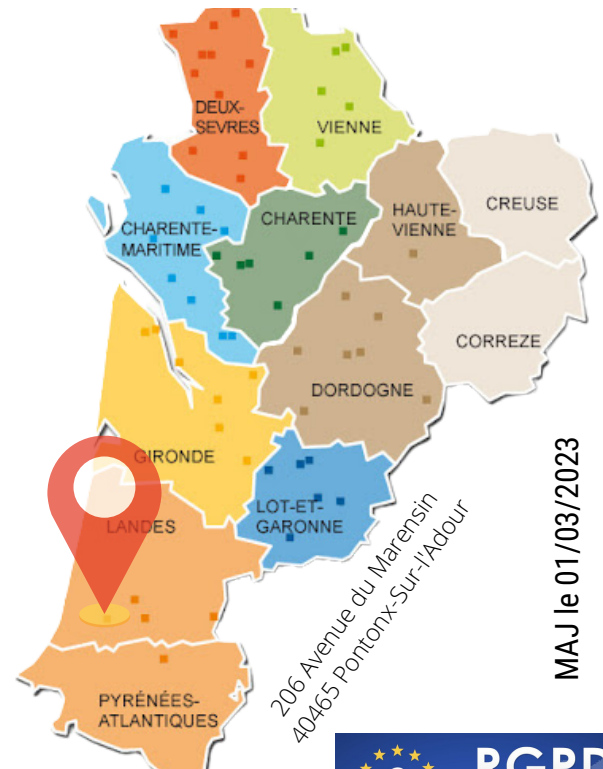 DEUX-
SEVRES
VIENNE
CHARENTE-
MARITIME
CHARENTE
HAUTE-
VIENNE
CREUSE
CORREZE
DORDOGNE
GIRONDE
LOT-ET-
GARONNE
LANDES
PYRÉNÉES-
ATLANTIQUES
206 Avenue du Marensin
40465 Pontonx-Sur-l'Adour
MAJ le 01/03/2023
RGPD